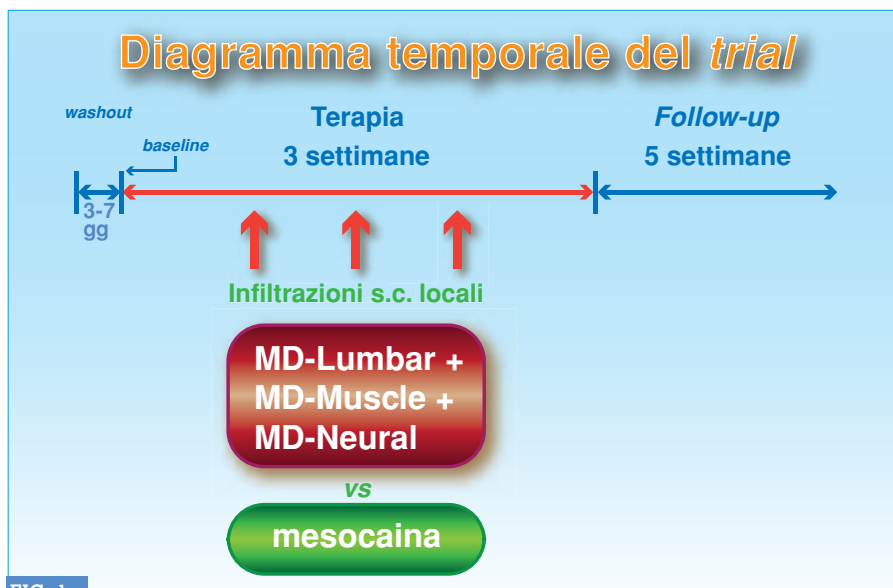 Diagramma temporale del trial
washout
baseline
Terapia
3 settimane
Follow-up
5 settimane
3-7
gg
Infiltrazioni s.c. locali
MD-Lumbar +
MD-Muscle +
MD-Neural
vs
mesocaina